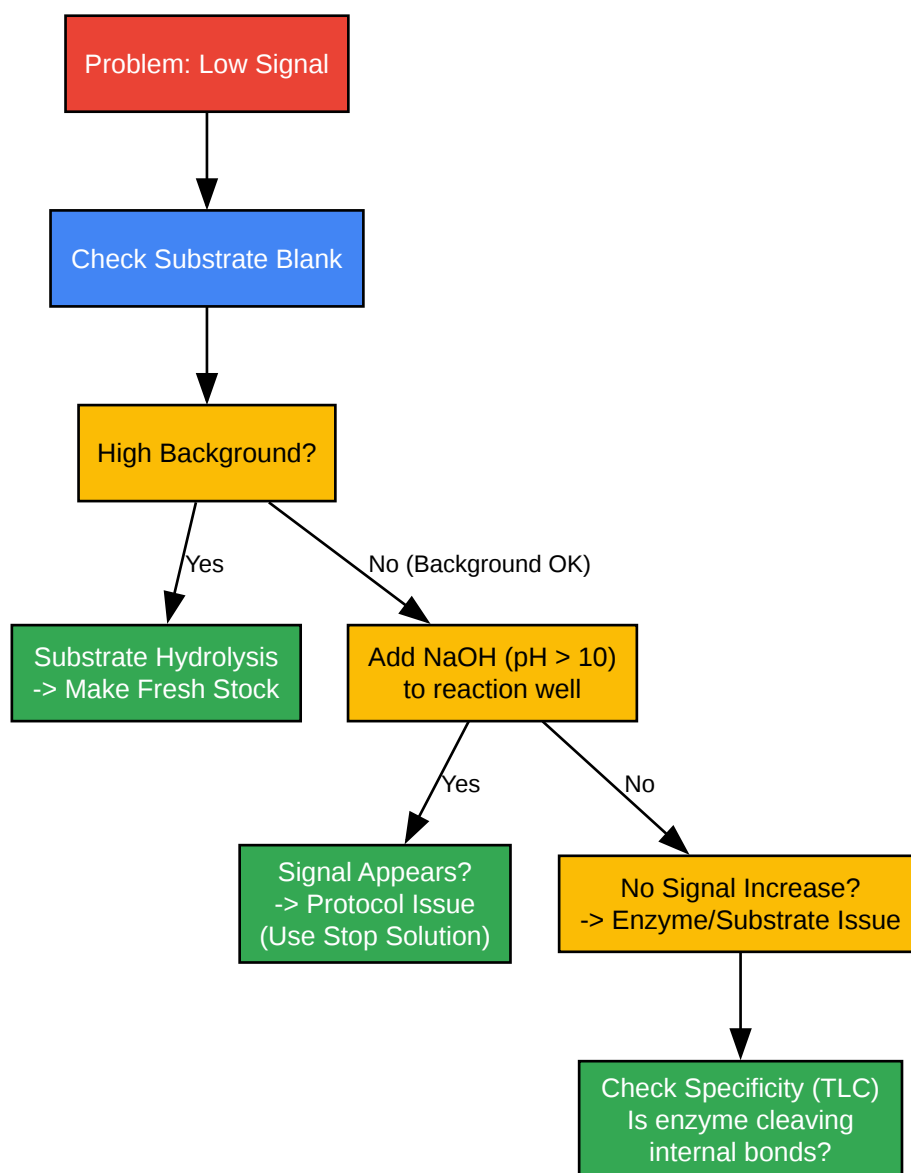 Problem: Low Signal
Check Substrate Blank
High Background?
Yes
No (Background OK)
Substrate Hydrolysis
-> Make Fresh Stock
Add NaOH (pH > 10)
to reaction well
Yes
No
Signal Appears?
-> Protocol Issue
(Use Stop Solution)
No Signal Increase?
-> Enzyme/Substrate Issue
Check Specificity (TLC)
Is enzyme cleaving
internal bonds?